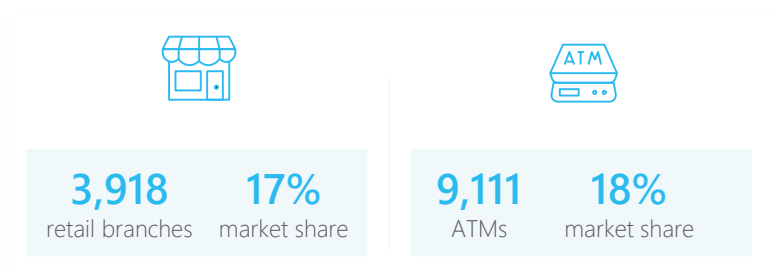 ATM
3,918 17%
retail branches market share
9,111 18%
ATMs market share